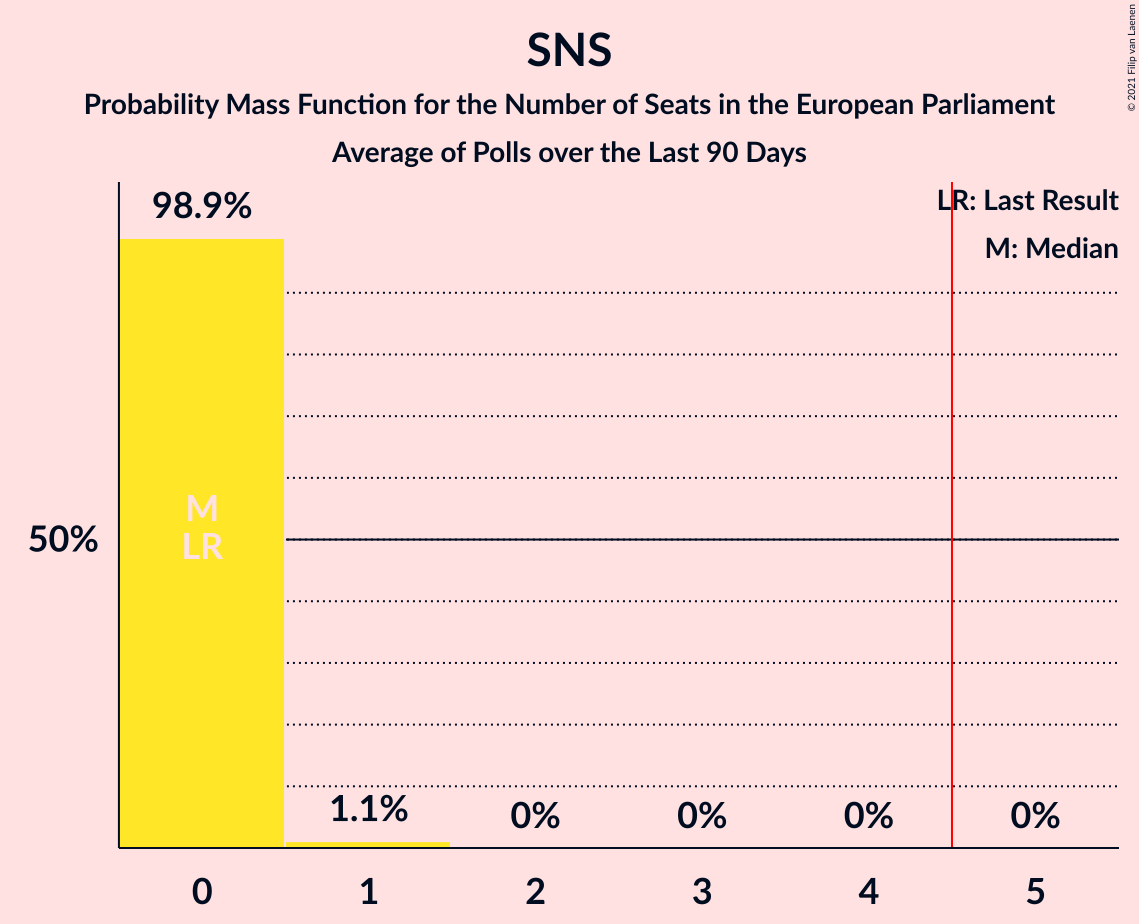 SNS
Probability Mass Function for the Number of Seats in the European Parliament
Average of Polls over the Last 90 Days
© 2021 Filip van Laenen
98.9%
LR: Last Result
M: Median
M
LR
50%
1.1%
0%
0%
0%
0%
0
1
2
3
4
5